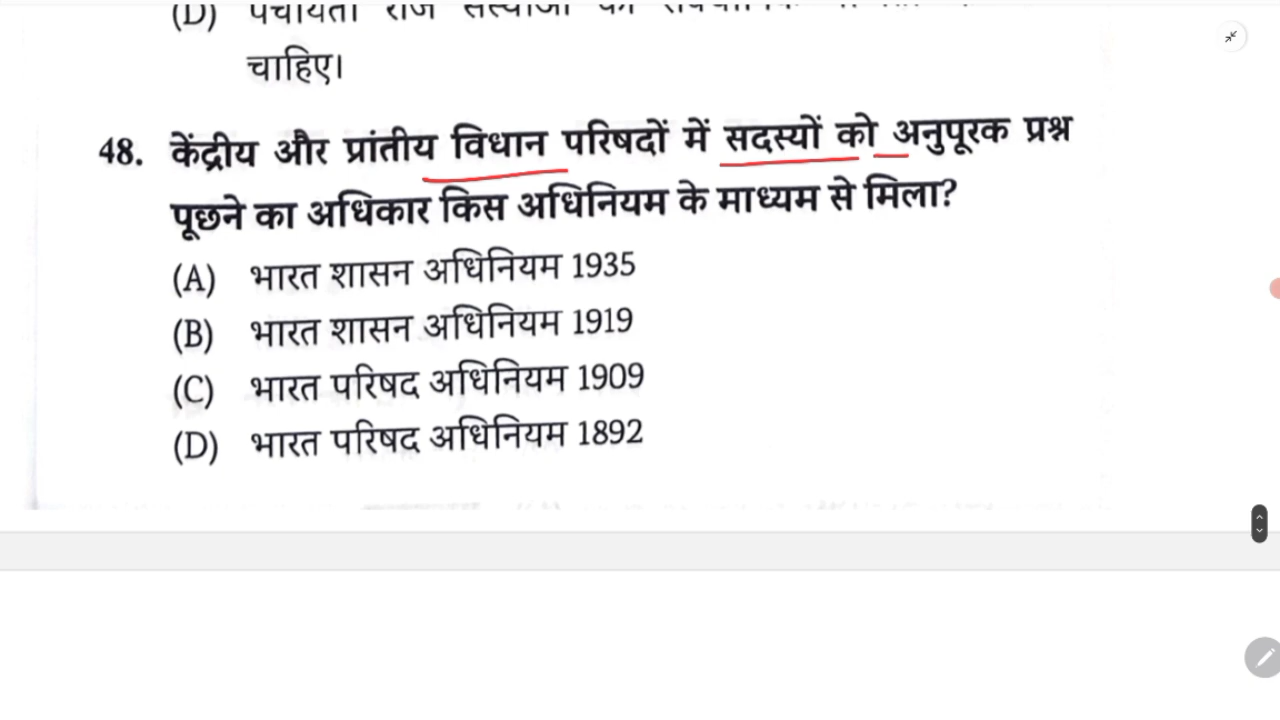 (D) पंचायती राज संस्थाओं को
चाहिए।
48. केंद्रीय और प्रांतीय विधान परिषदों में सदस्यों को अनुपूरक प्रश्न
पूछने का अधिकार किस अधिनियम के माध्यम से मिला?
(A) भारत शासन अधिनियम 1935
(B) भारत शासन अधिनियम 1919
(C) भारत परिषद अधिनियम 1909
(D) भारत परिषद अधिनियम 1892